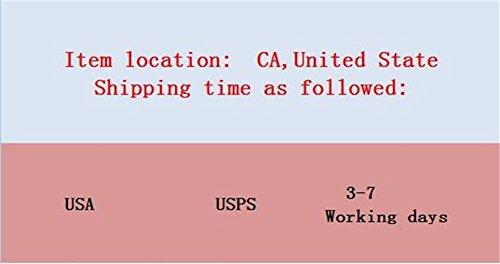 Item location:  CA,United State
Shipping time as followed:
USA USPS 3-7
Working days